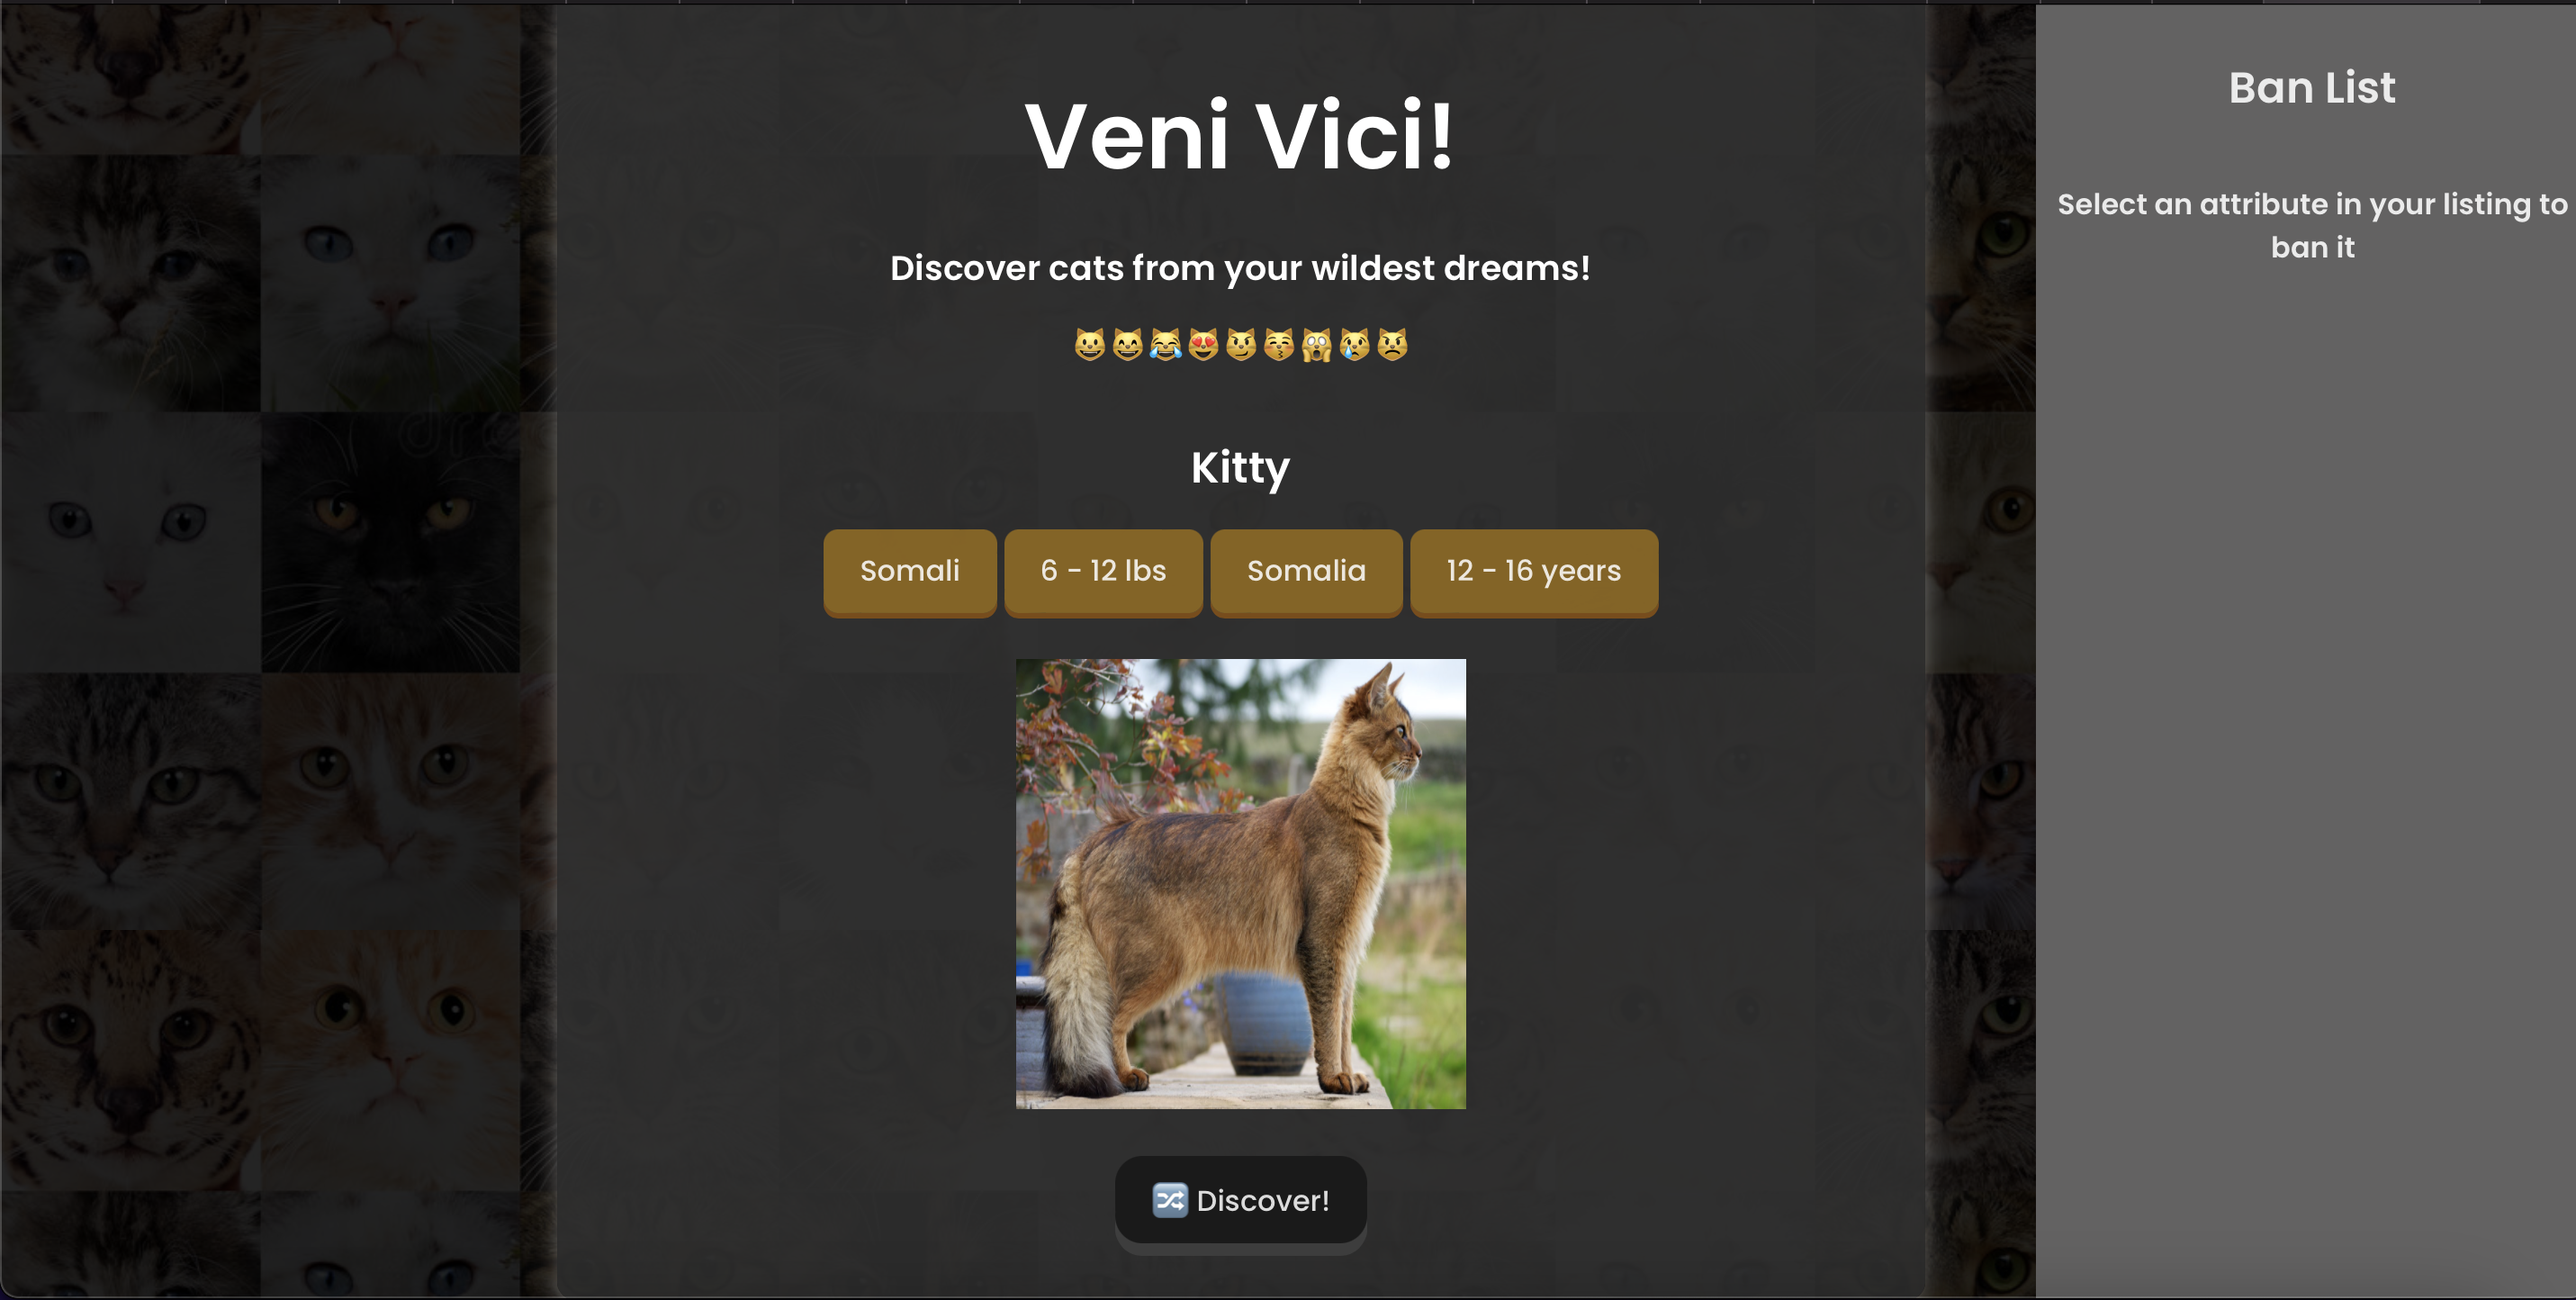 Veni Vici!
Discover cats from your wildest dreams!
😺😸😹😻😼😽🙀😿😾
Kitty
Somali
6 - 12 lbs
Somalia
12 - 16 years
🔀 Discover!
Ban List
Select an attribute in your listing to
ban it